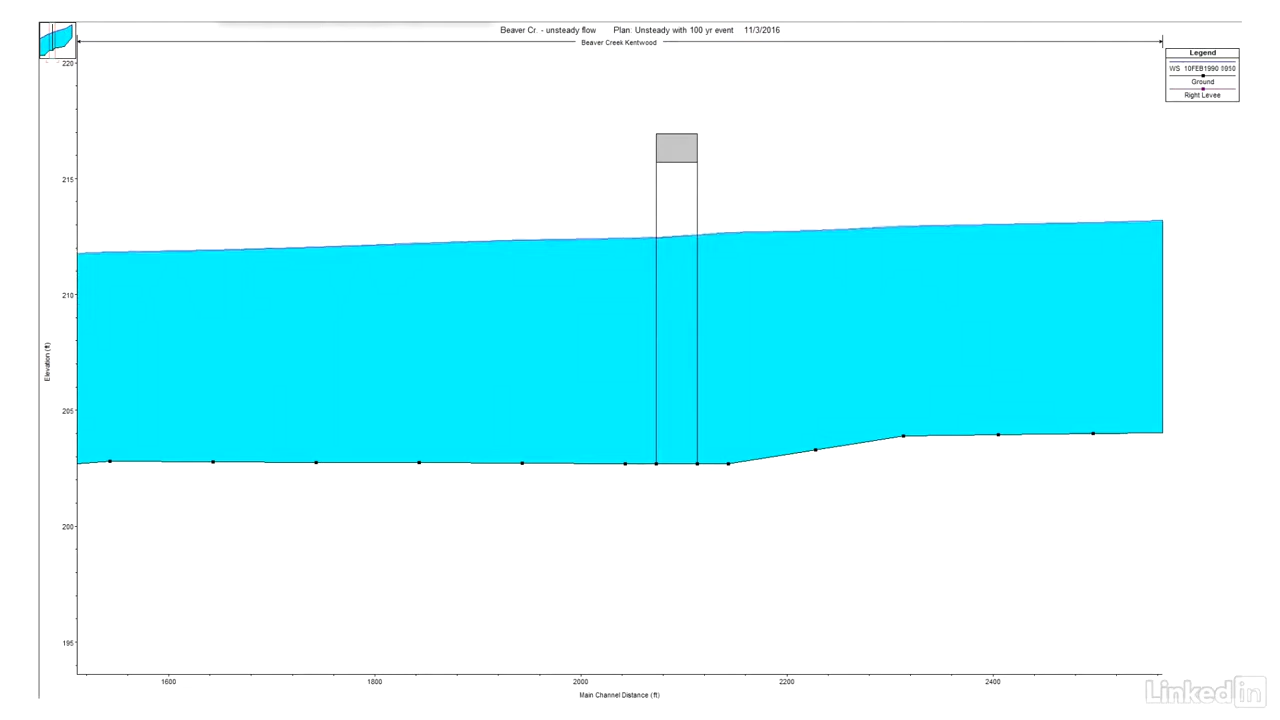 Beaver Cr. - unsteady flow Plan: Unsteady with 100 yr event 11/3/2016
Beaver Creek Kentwood
Legend
WS 10FEB1990 0950
Ground
Right Levee
220
215
210
205
200
195
Elevation (ft)
1600 1800 2000 2200 2400
Main Channel Distance (ft)
LinkedIn